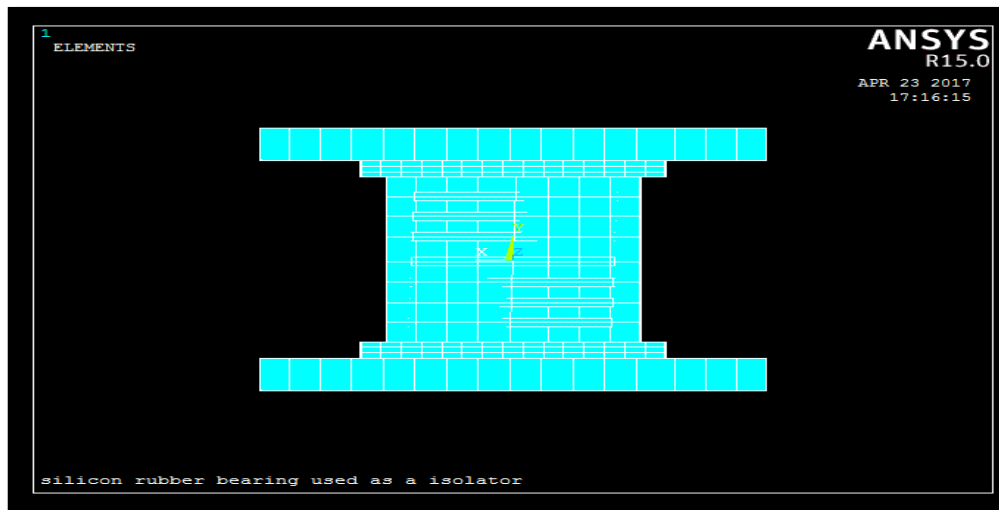 1
ELEMENTS
ANSYS
R15.0
APR 23 2017
17:16:15
Y
X Z
silicon rubber bearing used as a isolator